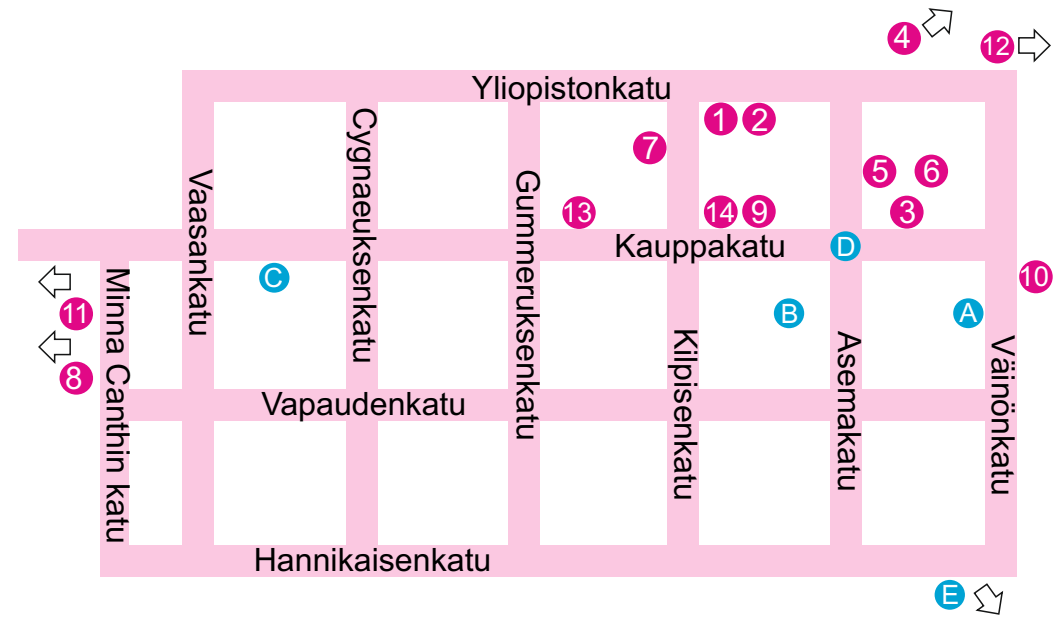 4
12
Yliopistonkatu
1 2
7
5 6
13
14 9
3
Kauppakatu
D
C
10
11
B
A
8
Vaasankatu
Cygnaeuksenkatu
Gummeruksenkatu
Minna Canthin katu
Kilpisenkatu
Asemakatu
Väinönkatu
Vapaudenkatu
Hannikaisenkatu
E